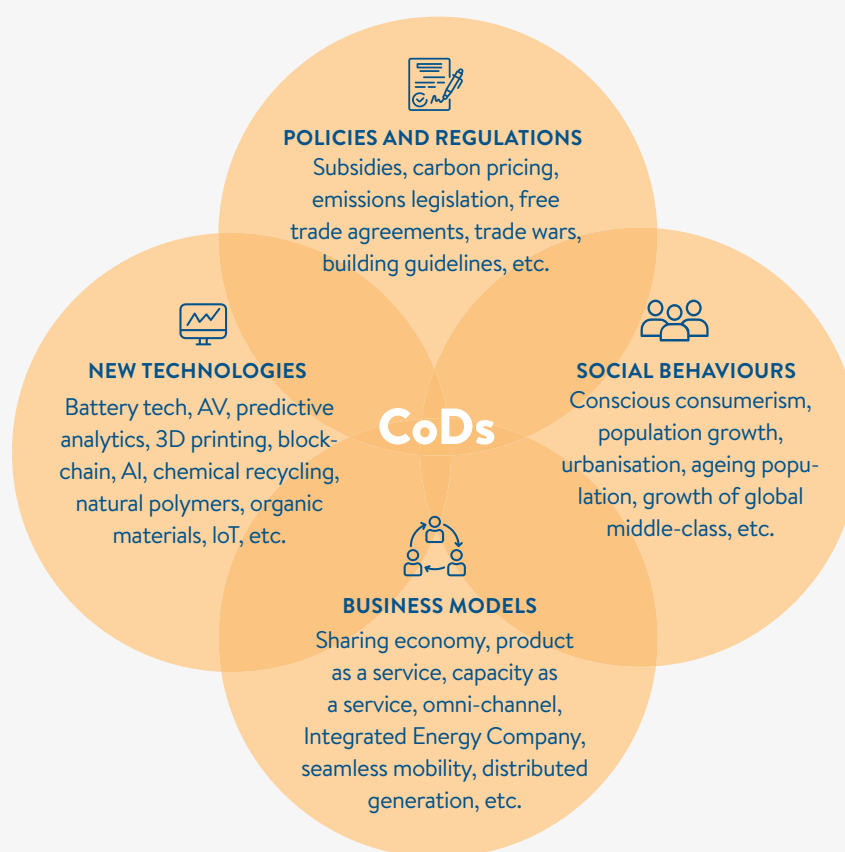 POLICIES AND REGULATIONS
Subsidies, carbon pricing,
emissions legislation, free
trade agreements, trade wars,
building guidelines, etc.
NEW TECHNOLOGIES
Battery tech, AV, predictive
analytics, 3D printing, block-
chain, AI, chemical recycling,
natural polymers, organic
materials, IoT, etc.
CoDs
SOCIAL BEHAVIOURS
Conscious consumerism,
population growth,
urbanisation, ageing popu-
lation, growth of global
middle-class, etc.
BUSINESS MODELS
Sharing economy, product
as a service, capacity as
a service, omni-channel,
Integrated Energy Company,
seamless mobility, distributed
generation, etc.